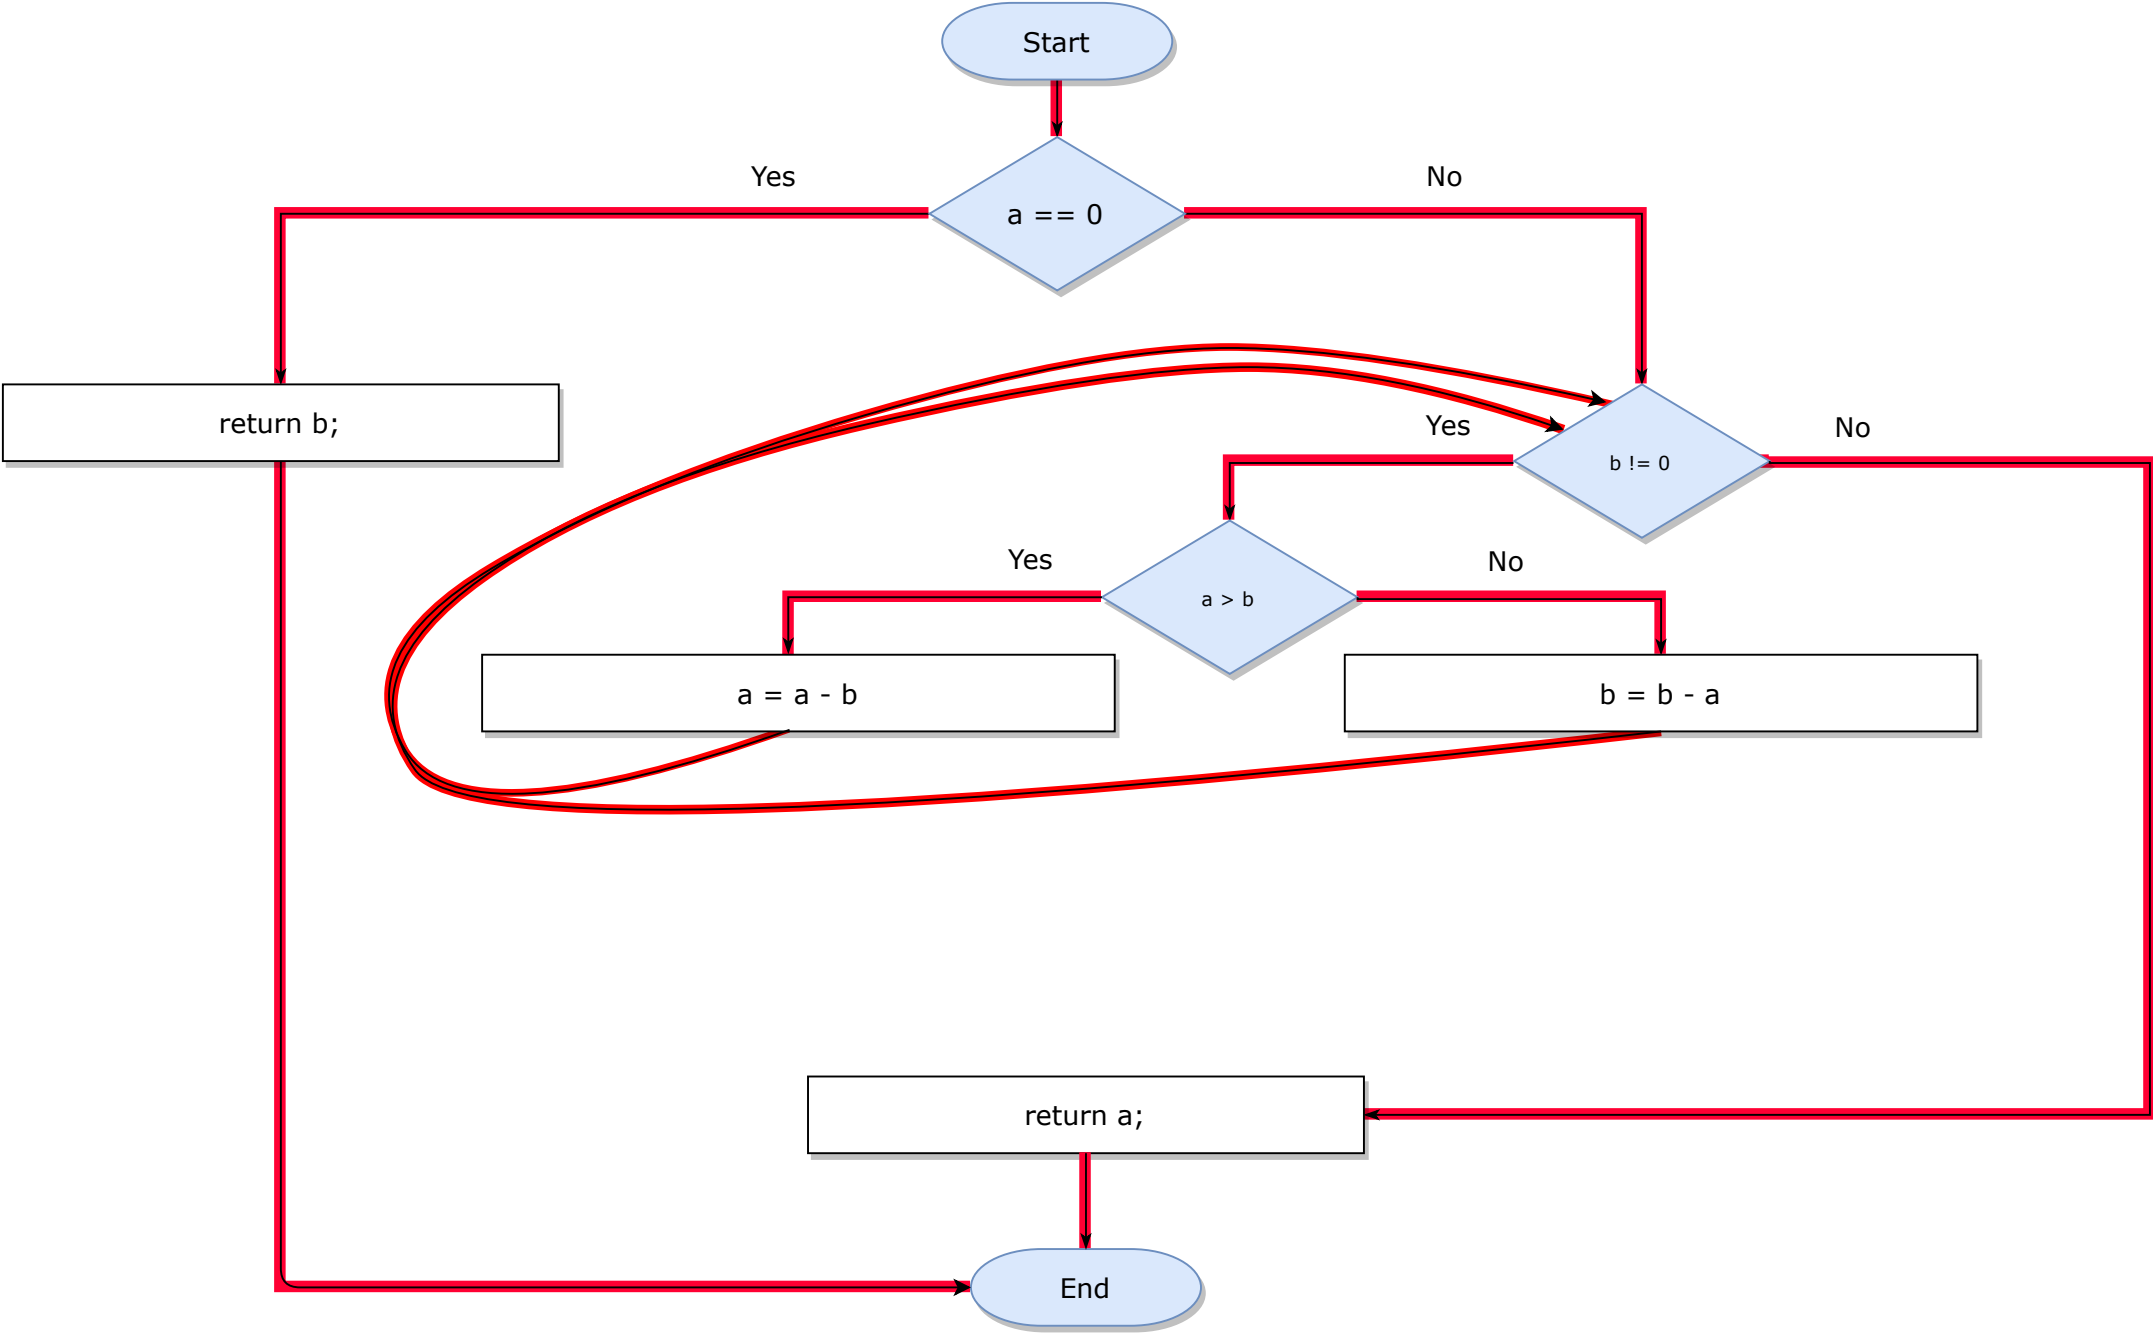 Start
Yes
No
a == 0
return b;
Yes
No
b != 0
Yes
No
a > b
a = a - b
b = b - a
return a;
End